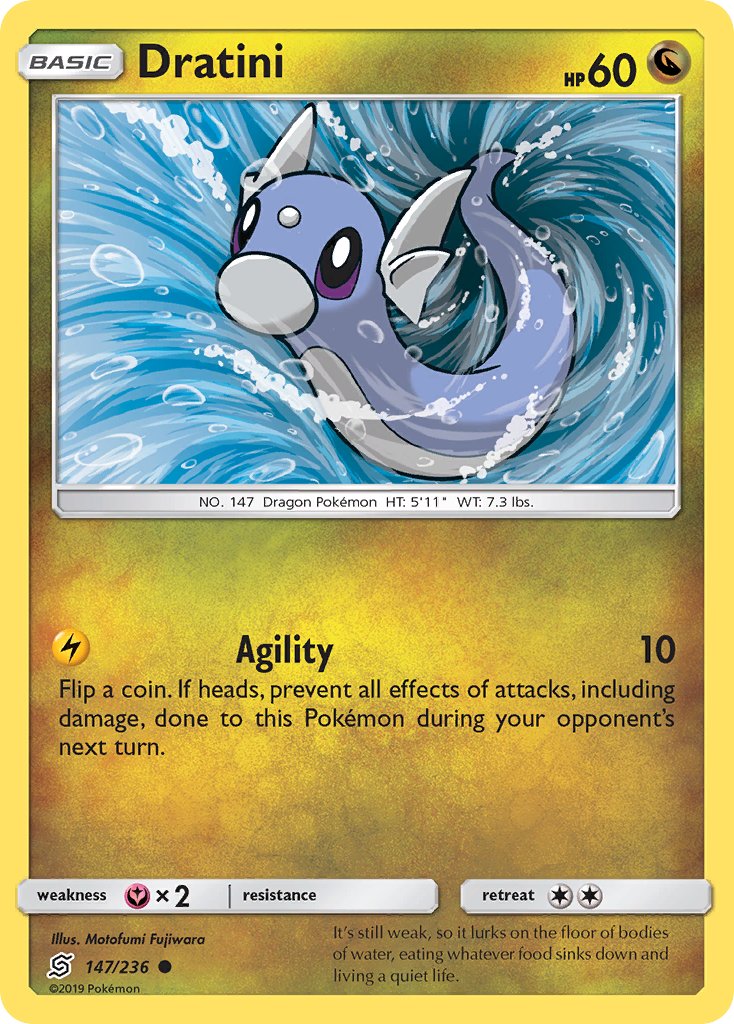 BASIC Dratini HP60
NO. 147 Dragon Pokémon HT: 5'11" WT: 7.3 lbs.
Agility 10
Flip a coin. If heads, prevent all effects of attacks, including
damage, done to this Pokémon during your opponent's
next turn.
weakness ×2 resistance retreat
Illus. Motofumi Fujiwara
147/236
©2019 Pokémon
It's still weak, so it lurks on the floor of bodies
of water, eating whatever food sinks down and
living a quiet life.